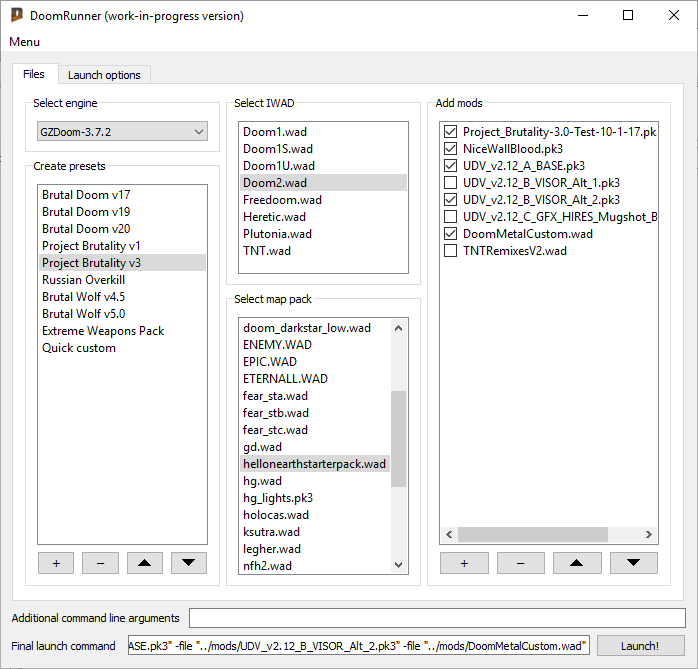 DoomRunner (work-in-progress version)
Menu
Files
Launch options
Select engine
GZDoom-3.7.2
Create presets
Brutal Doom v17
Brutal Doom v19
Brutal Doom v20
Project Brutality v1
Project Brutality v3
Russian Overkill
Brutal Wolf v4.5
Brutal Wolf v5.0
Extreme Weapons Pack
Quick custom
+
−
Select IWAD
Doom1.wad
Doom1S.wad
Doom1U.wad
Doom2.wad
Freedoom.wad
Heretic.wad
Plutonia.wad
TNT.wad
Select map pack
doom_darkstar_low.wad
ENEMY.WAD
EPIC.WAD
ETERNALL.WAD
fear_sta.wad
fear_stb.wad
fear_stc.wad
gd.wad
hellonearthstarterpack.wad
hg.wad
hg_lights.pk3
holocas.wad
ksutra.wad
legher.wad
nfh2.wad
Add mods
Project_Brutality-3.0-Test-10-1-17.pk
NiceWallBlood.pk3
UDV_v2.12_A_BASE.pk3
UDV_v2.12_B_VISOR_Alt_1.pk3
UDV_v2.12_B_VISOR_Alt_2.pk3
UDV_v2.12_C_GFX_HIRES_Mugshot_B
DoomMetalCustom.wad
TNTRemixesV2.wad
+
−
Additional command line arguments
Final launch command
ASE.pk3" -file "../mods/UDV_v2.12_B_VISOR_Alt_2.pk3" -file "../mods/DoomMetalCustom.wad"
Launch!